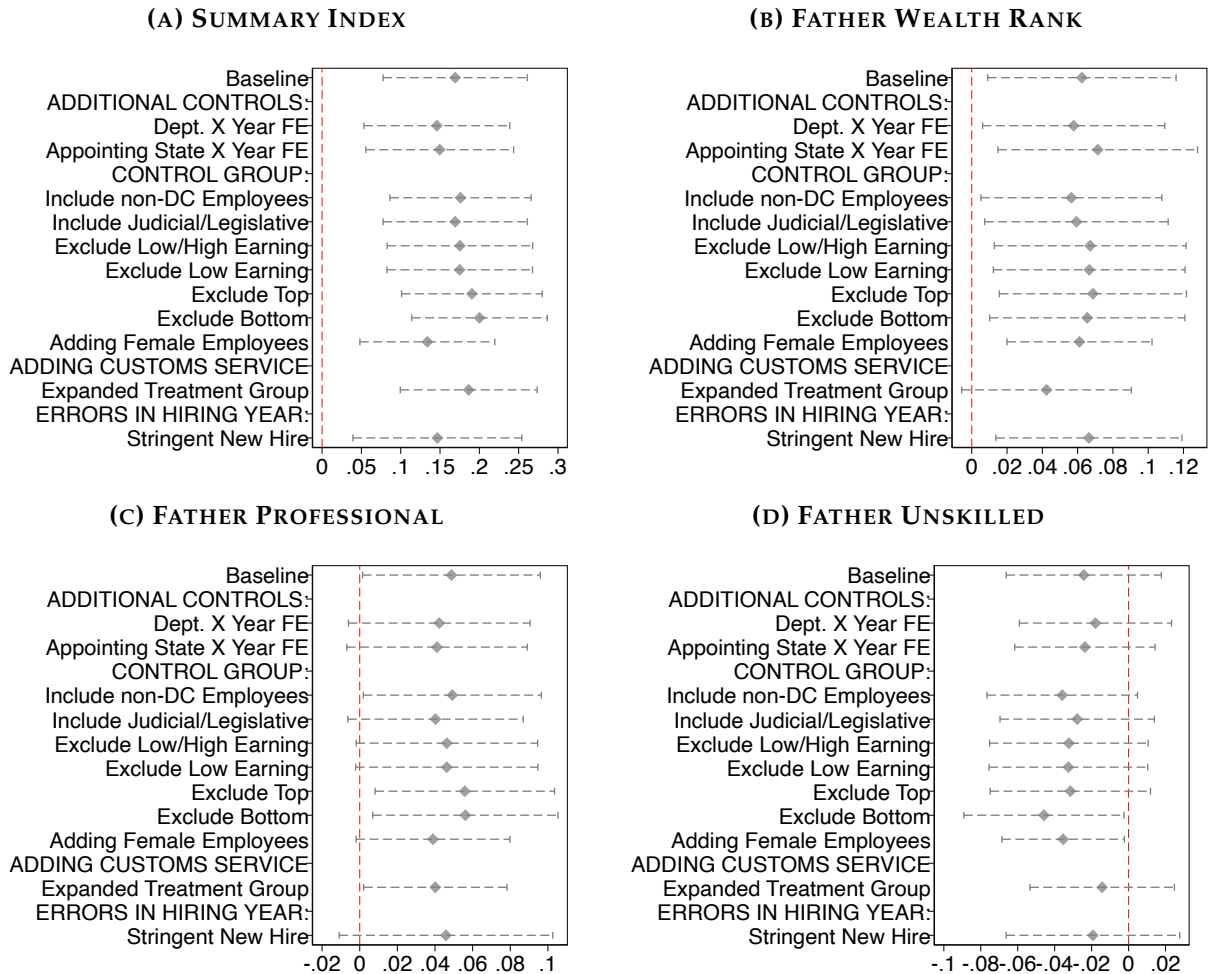 (A) SUMMARY INDEX
Baseline
ADDITIONAL CONTROLS:
Dept. X Year FE
Appointing State X Year FE
CONTROL GROUP:
Include non-DC Employees
Include Judicial/Legislative
Exclude Low/High Earning
Exclude Low Earning
Exclude Top
Exclude Bottom
Adding Female Employees
ADDING CUSTOMS SERVICE
Expanded Treatment Group
ERRORS IN HIRING YEAR:
Stringent New Hire
0 .05 .1 .15 .2 .25 .3
(B) FATHER WEALTH RANK
Baseline
ADDITIONAL CONTROLS:
Dept. X Year FE
Appointing State X Year FE
CONTROL GROUP:
Include non-DC Employees
Include Judicial/Legislative
Exclude Low/High Earning
Exclude Low Earning
Exclude Top
Exclude Bottom
Adding Female Employees
ADDING CUSTOMS SERVICE
Expanded Treatment Group
ERRORS IN HIRING YEAR:
Stringent New Hire
0 .02 .04 .06 .08 .1 .12
(C) FATHER PROFESSIONAL
Baseline
ADDITIONAL CONTROLS:
Dept. X Year FE
Appointing State X Year FE
CONTROL GROUP:
Include non-DC Employees
Include Judicial/Legislative
Exclude Low/High Earning
Exclude Low Earning
Exclude Top
Exclude Bottom
Adding Female Employees
ADDING CUSTOMS SERVICE
Expanded Treatment Group
ERRORS IN HIRING YEAR:
Stringent New Hire
-.02 0 .02 .04 .06 .08 .1
(D) FATHER UNSKILLED
Baseline
ADDITIONAL CONTROLS:
Dept. X Year FE
Appointing State X Year FE
CONTROL GROUP:
Include non-DC Employees
Include Judicial/Legislative
Exclude Low/High Earning
Exclude Low Earning
Exclude Top
Exclude Bottom
Adding Female Employees
ADDING CUSTOMS SERVICE
Expanded Treatment Group
ERRORS IN HIRING YEAR:
Stringent New Hire
-.1 -.08 -.06 -.04 -.02 0 .02